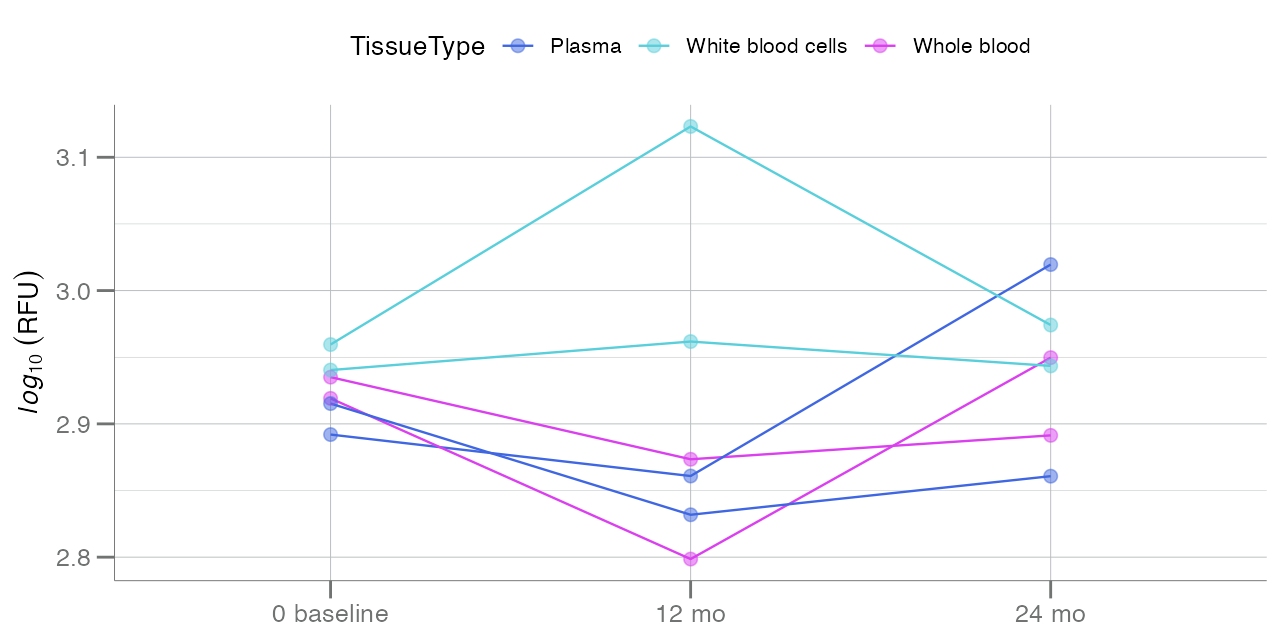 TissueType Plasma White blood cells Whole blood
log₁₀ (RFU)
3.1
3.0
2.9
2.8
0 baseline 12 mo 24 mo